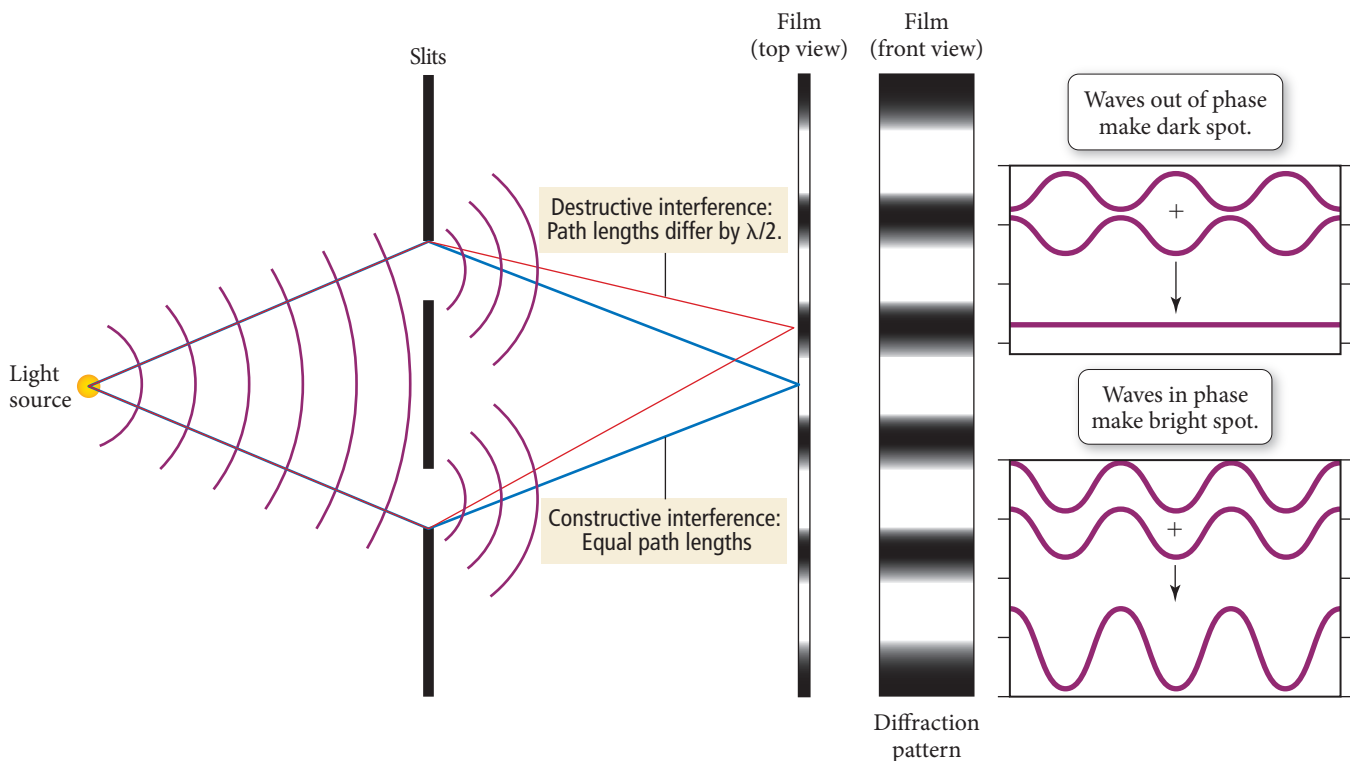 Slits
Film
(top view)
Film
(front view)
Waves out of phase
make dark spot.
Destructive interference:
Path lengths differ by λ/2.
+
Light
source
Waves in phase
make bright spot.
Constructive interference:
Equal path lengths
+
Diffraction
pattern